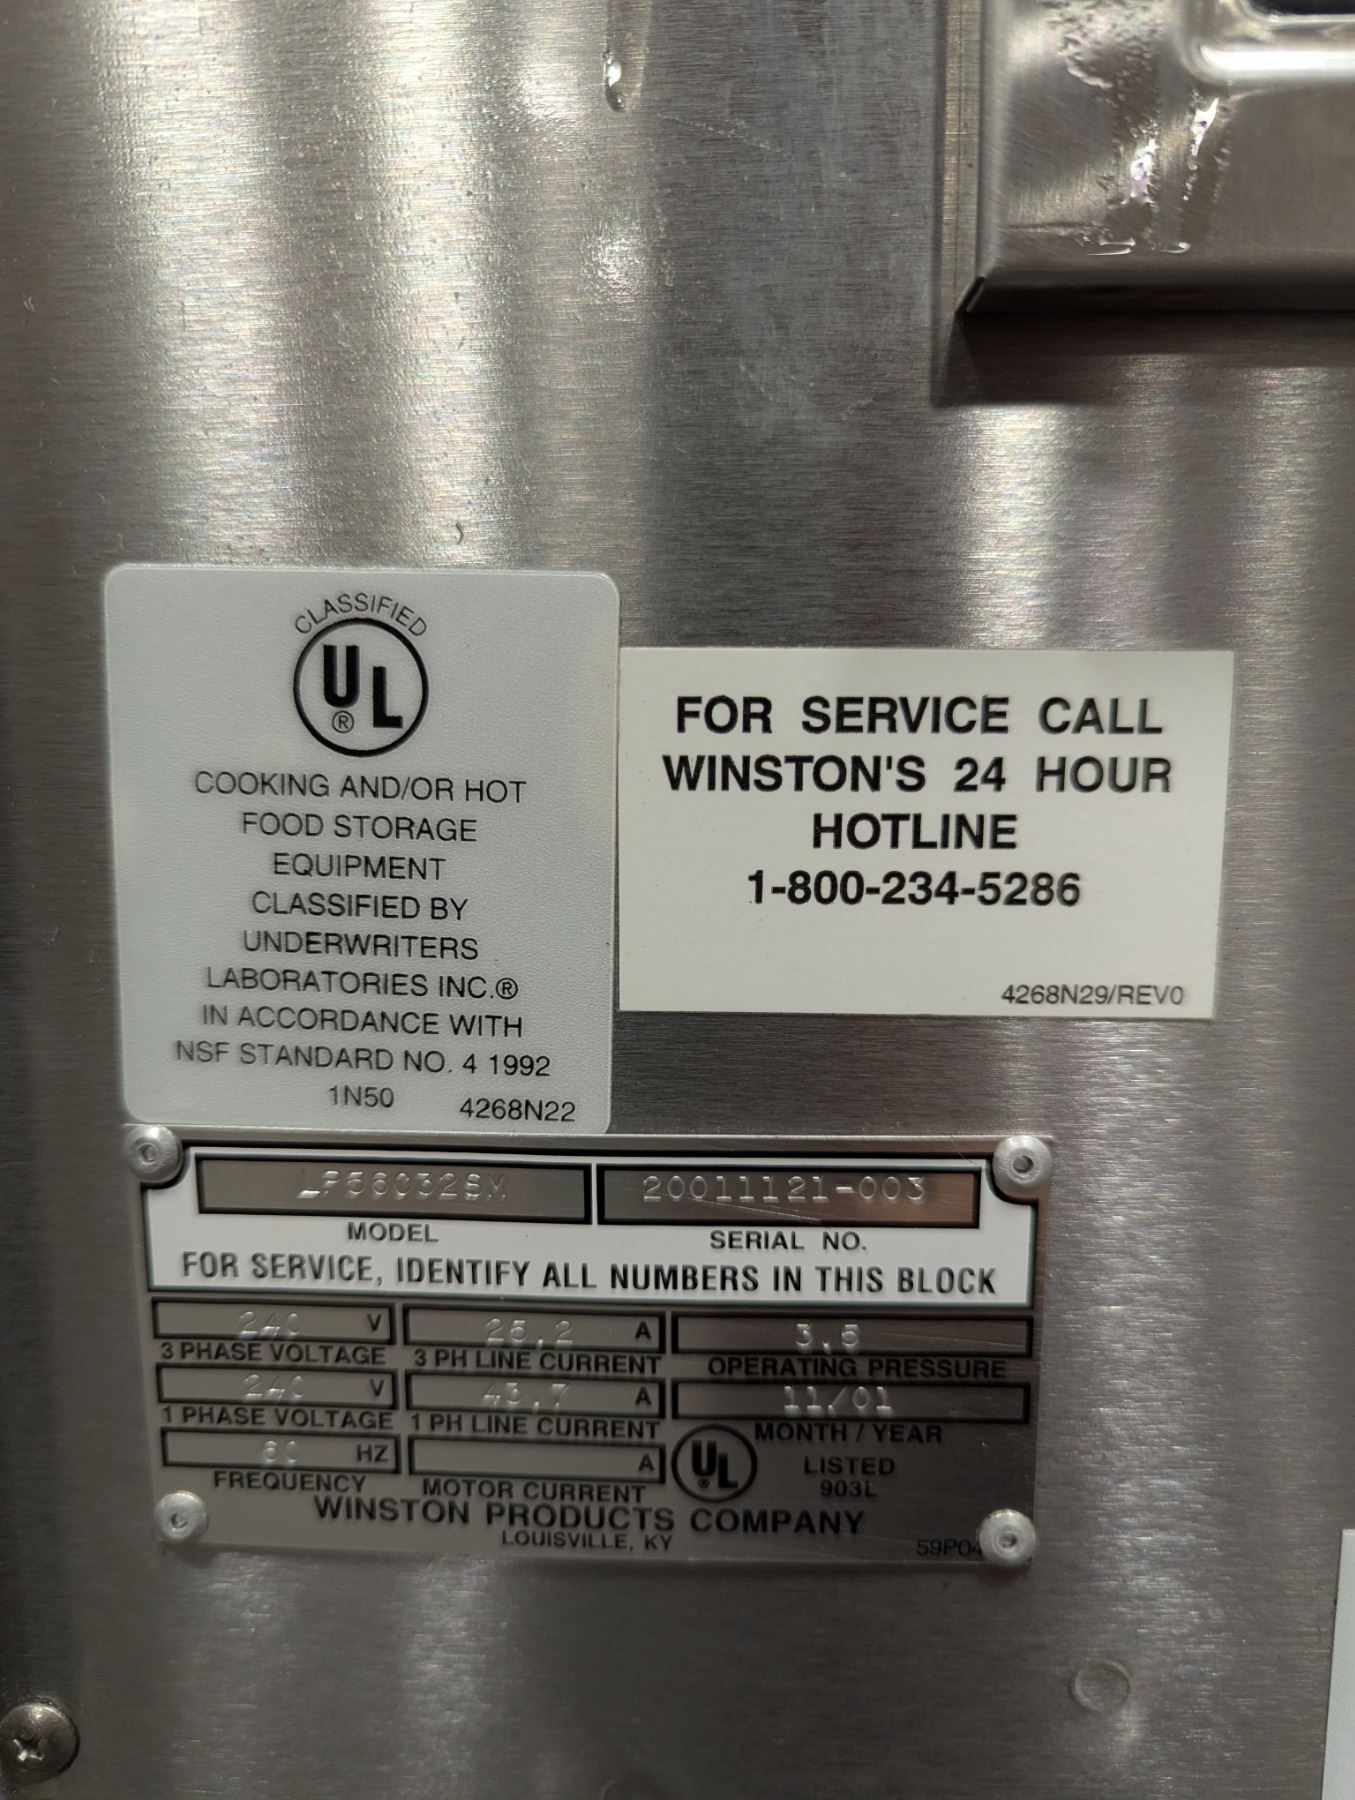 CLASSIFIED
UL®
COOKING AND/OR HOT
FOOD STORAGE
EQUIPMENT
CLASSIFIED BY
UNDERWRITERS
LABORATORIES INC.®
IN ACCORDANCE WITH
NSF STANDARD NO. 4 1992
1N50 4268N22
FOR SERVICE CALL
WINSTON'S 24 HOUR
HOTLINE
1-800-234-5286
4268N29/REV0
20011121-003
MODEL SERIAL NO.
FOR SERVICE, IDENTIFY ALL NUMBERS IN THIS BLOCK
240 V 25.2 A
3 PHASE VOLTAGE 3 PH LINE CURRENT OPERATING PRESSURE
240 V 43.7 A 11/01
1 PHASE VOLTAGE 1 PH LINE CURRENT MONTH / YEAR
60 HZ A UL® LISTED
FREQUENCY MOTOR CURRENT 903L
WINSTON PRODUCTS COMPANY
LOUISVILLE, KY